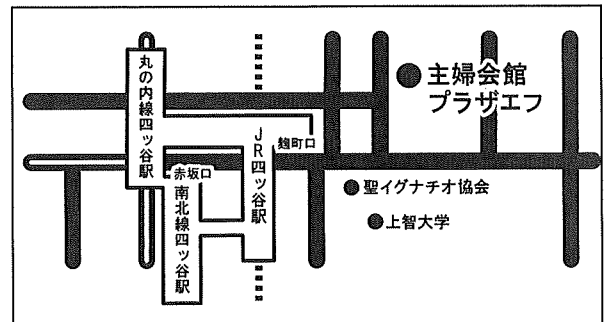 丸の内線四ッ谷駅
主婦会館
プラザエフ
麹町口
JR四ッ谷駅
赤坂口
南北線四ッ谷駅
聖イグナチオ協会
上智大学